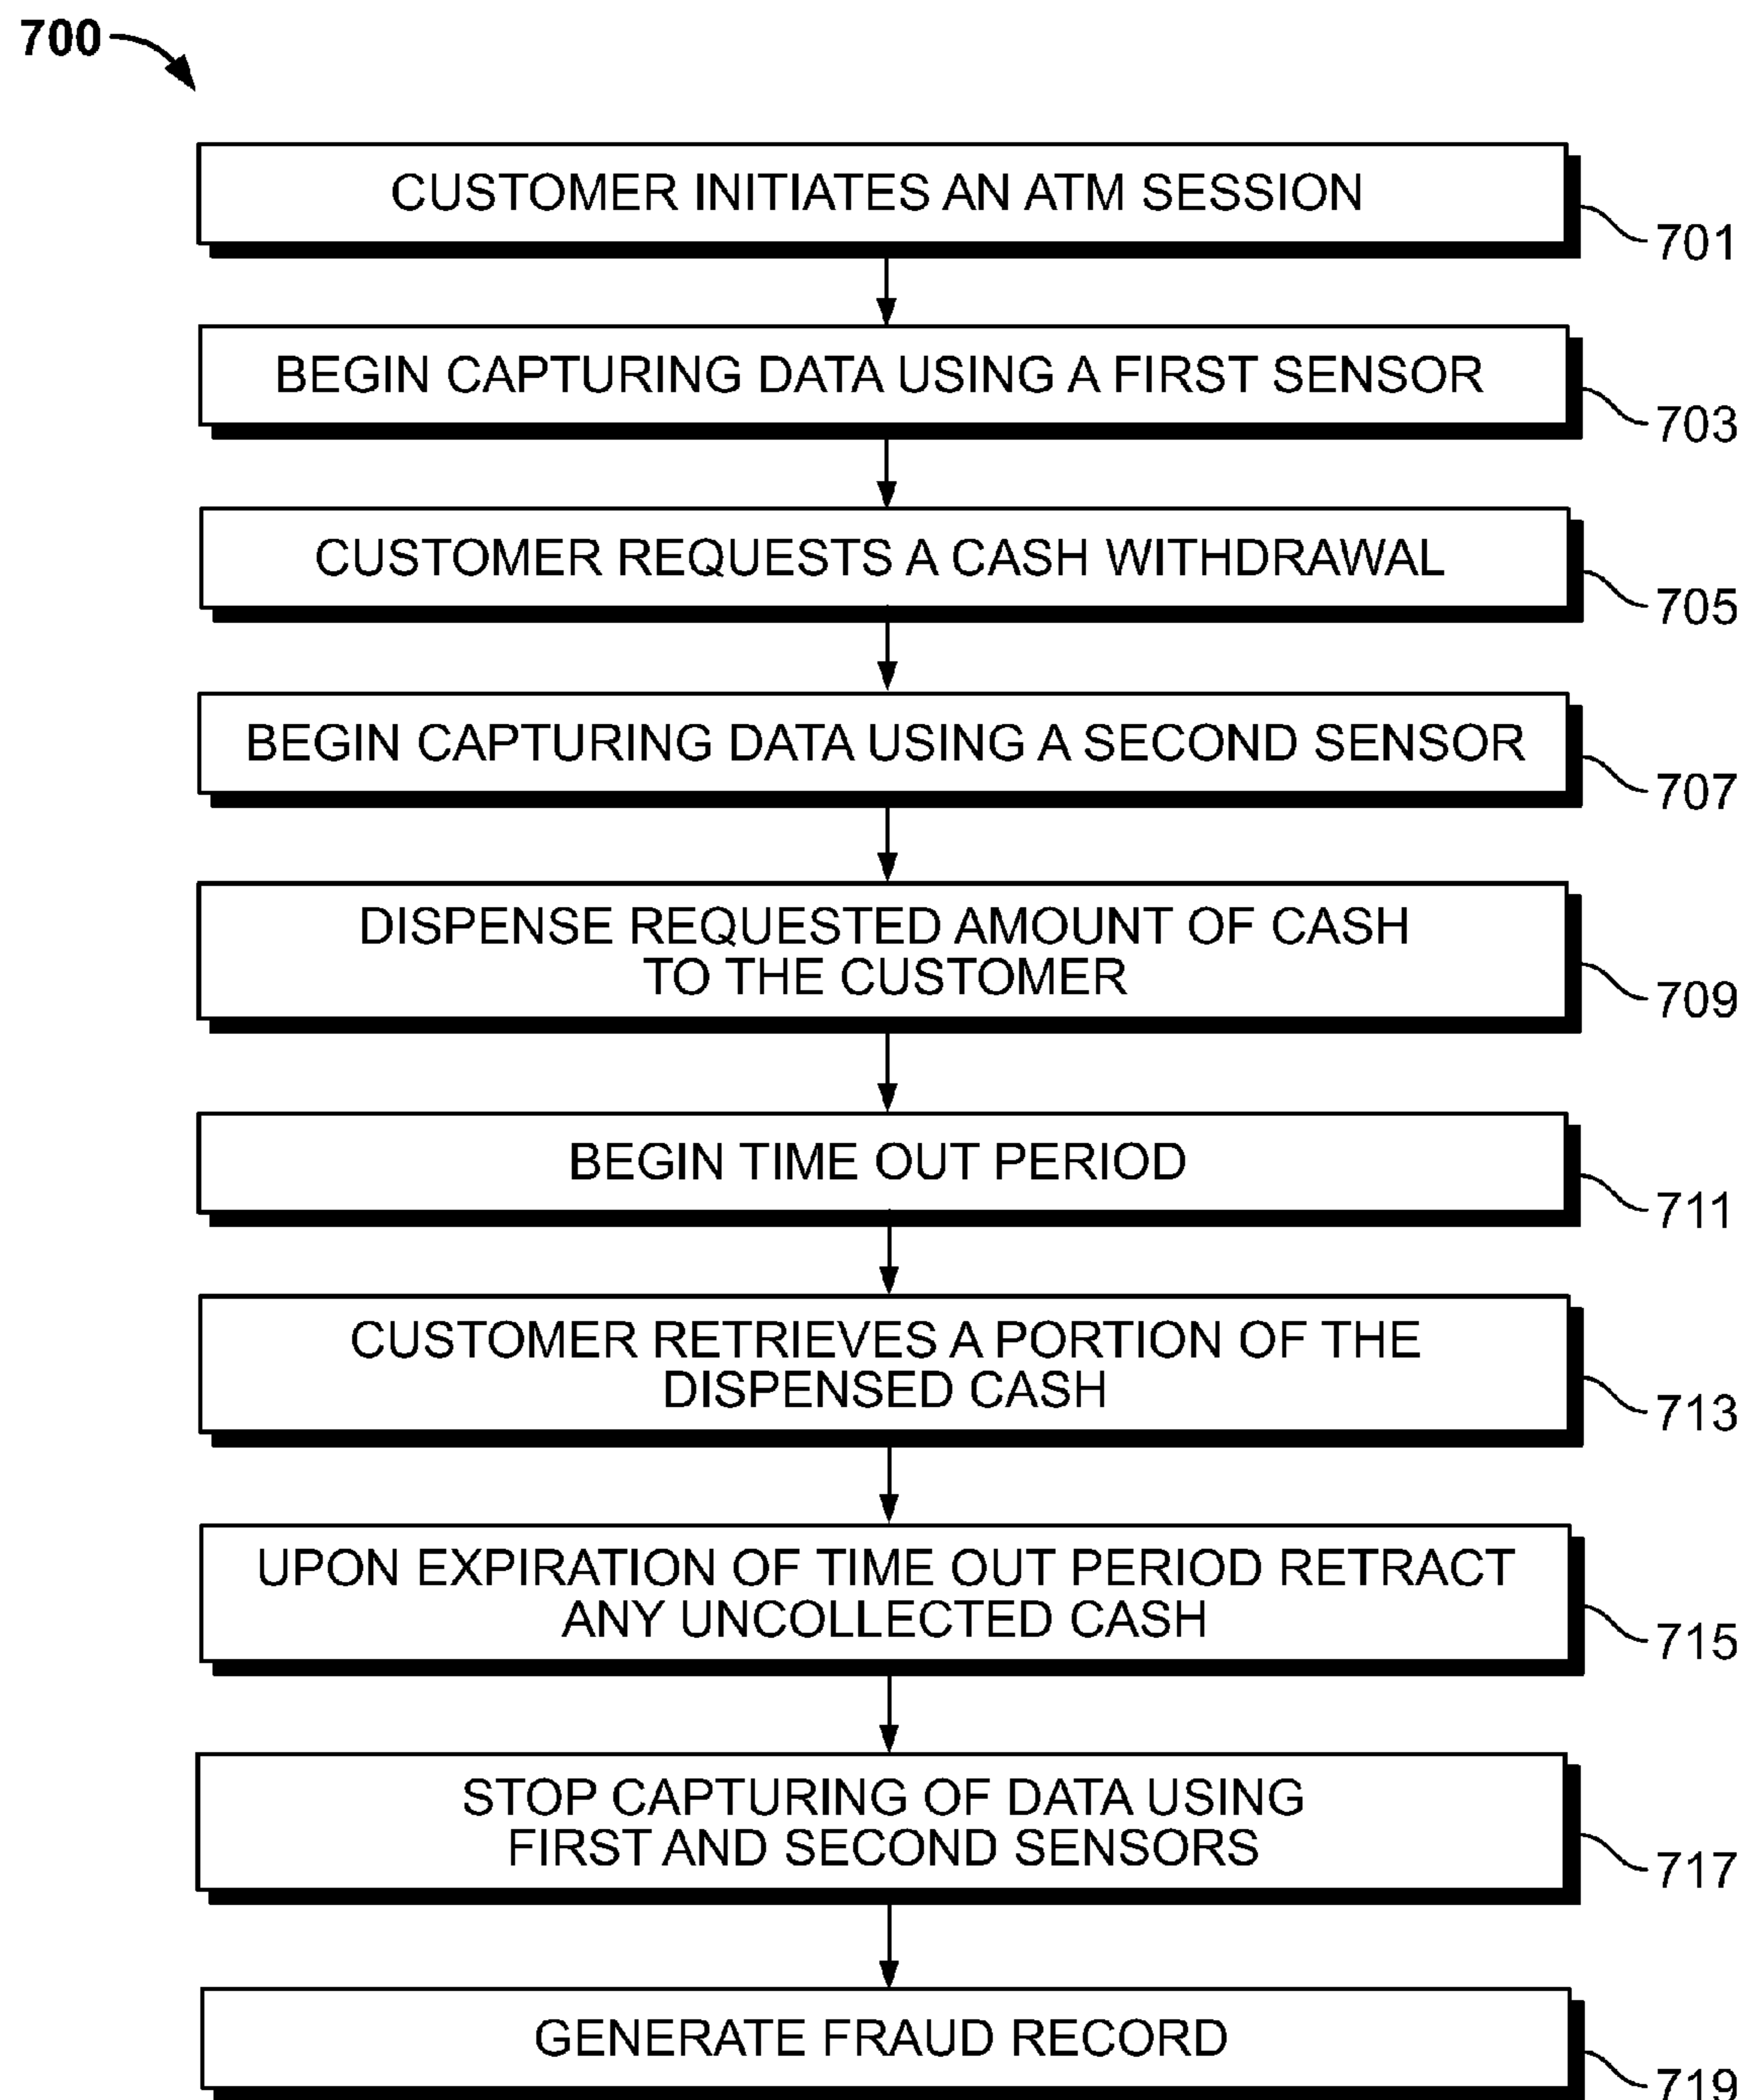 700
CUSTOMER INITIATES AN ATM SESSION
701
BEGIN CAPTURING DATA USING A FIRST SENSOR
703
CUSTOMER REQUESTS A CASH WITHDRAWAL
705
BEGIN CAPTURING DATA USING A SECOND SENSOR
707
DISPENSE REQUESTED AMOUNT OF CASH
TO THE CUSTOMER
709
BEGIN TIME OUT PERIOD
711
CUSTOMER RETRIEVES A PORTION OF THE
DISPENSED CASH
713
UPON EXPIRATION OF TIME OUT PERIOD RETRACT
ANY UNCOLLECTED CASH
715
STOP CAPTURING OF DATA USING
FIRST AND SECOND SENSORS
717
GENERATE FRAUD RECORD
719